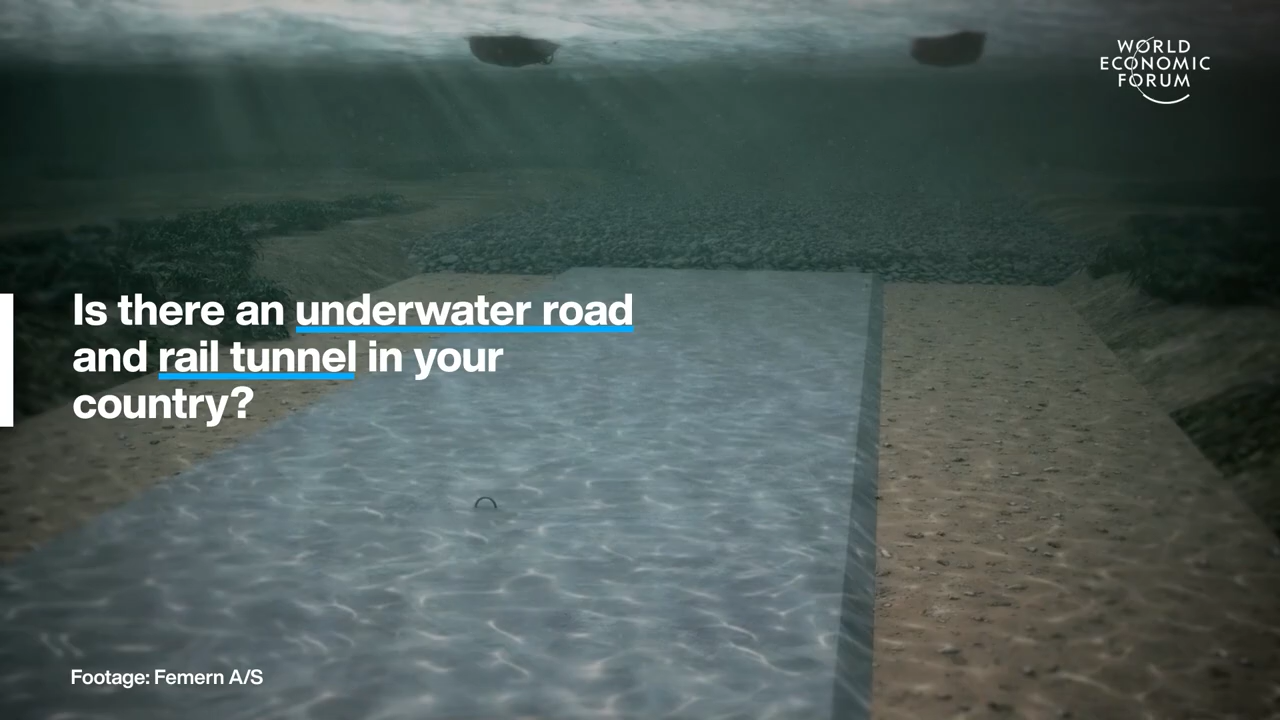 WORLD
ECONOMIC
FORUM
Is there an underwater road
and rail tunnel in your
country?
Footage: Femern A/S